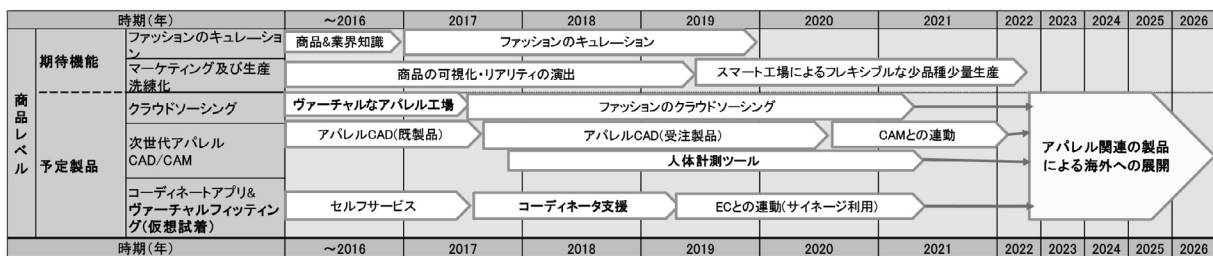 時期(年)
～2016
2017
2018
2019
2020
2021
2022
2023
2024
2025
2026
商品レベル
期待機能
ファッションのキュレーショ
ン
商品&業界知識
ファッションのキュレーション
マーケティング及び生産
洗練化
商品の可視化・リアリティの演出
スマート工場によるフレキシブルな少品種少量生産
予定製品
クラウドソーシング
ヴァーチャルなアパレル工場
ファッションのクラウドソーシング
次世代アパレル
CAD/CAM
アパレルCAD(既製品)
アパレルCAD(受注製品)
CAMとの連動
人体計測ツール
コーディネートアプリ&
ヴァーチャルフィッティン
グ(仮想試着)
セルフサービス
コーディネータ支援
ECとの連動(サイネージ利用)
アパレル関連の製品
による海外への展開
時期(年)
～2016
2017
2018
2019
2020
2021
2022
2023
2024
2025
2026